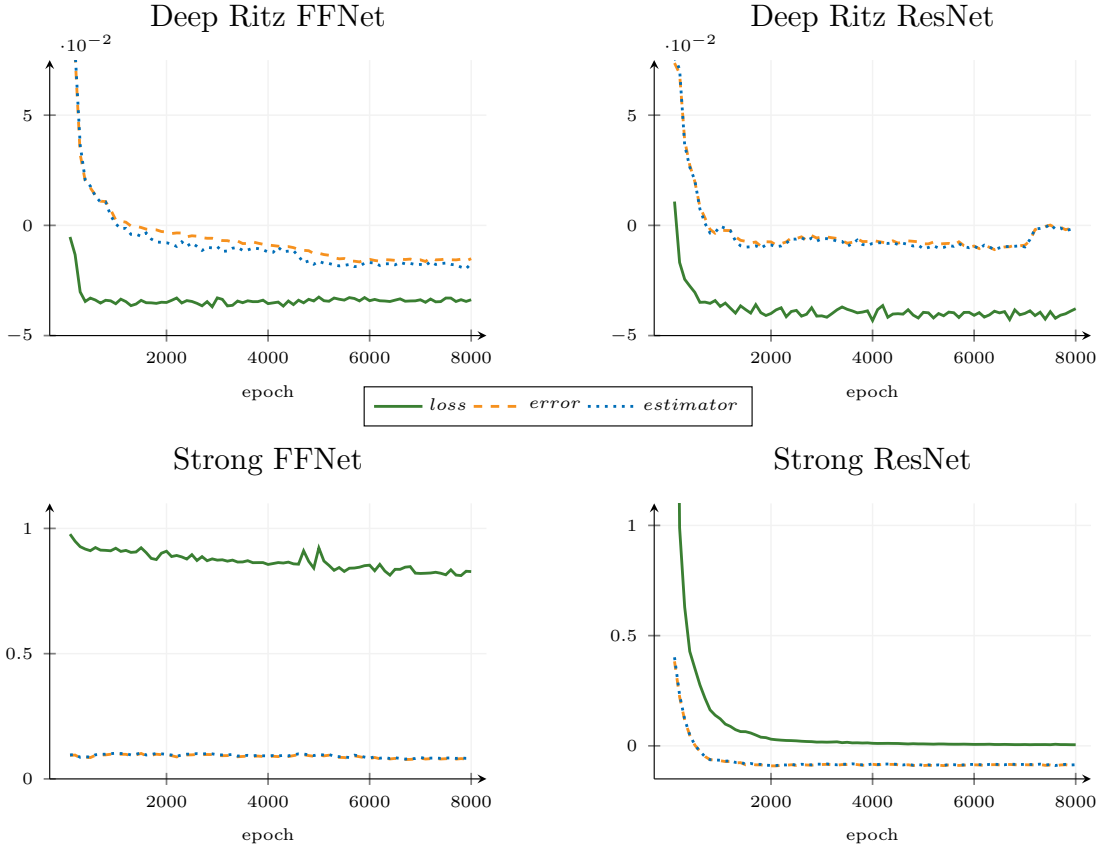 Deep Ritz FFNet
Deep Ritz ResNet
·10⁻²
·10⁻²
5
0
−5
2000 4000 6000 8000
epoch
5
0
−5
2000 4000 6000 8000
epoch
loss error estimator
Strong FFNet
Strong ResNet
1
0.5
0
2000 4000 6000 8000
epoch
1
0.5
0
2000 4000 6000 8000
epoch